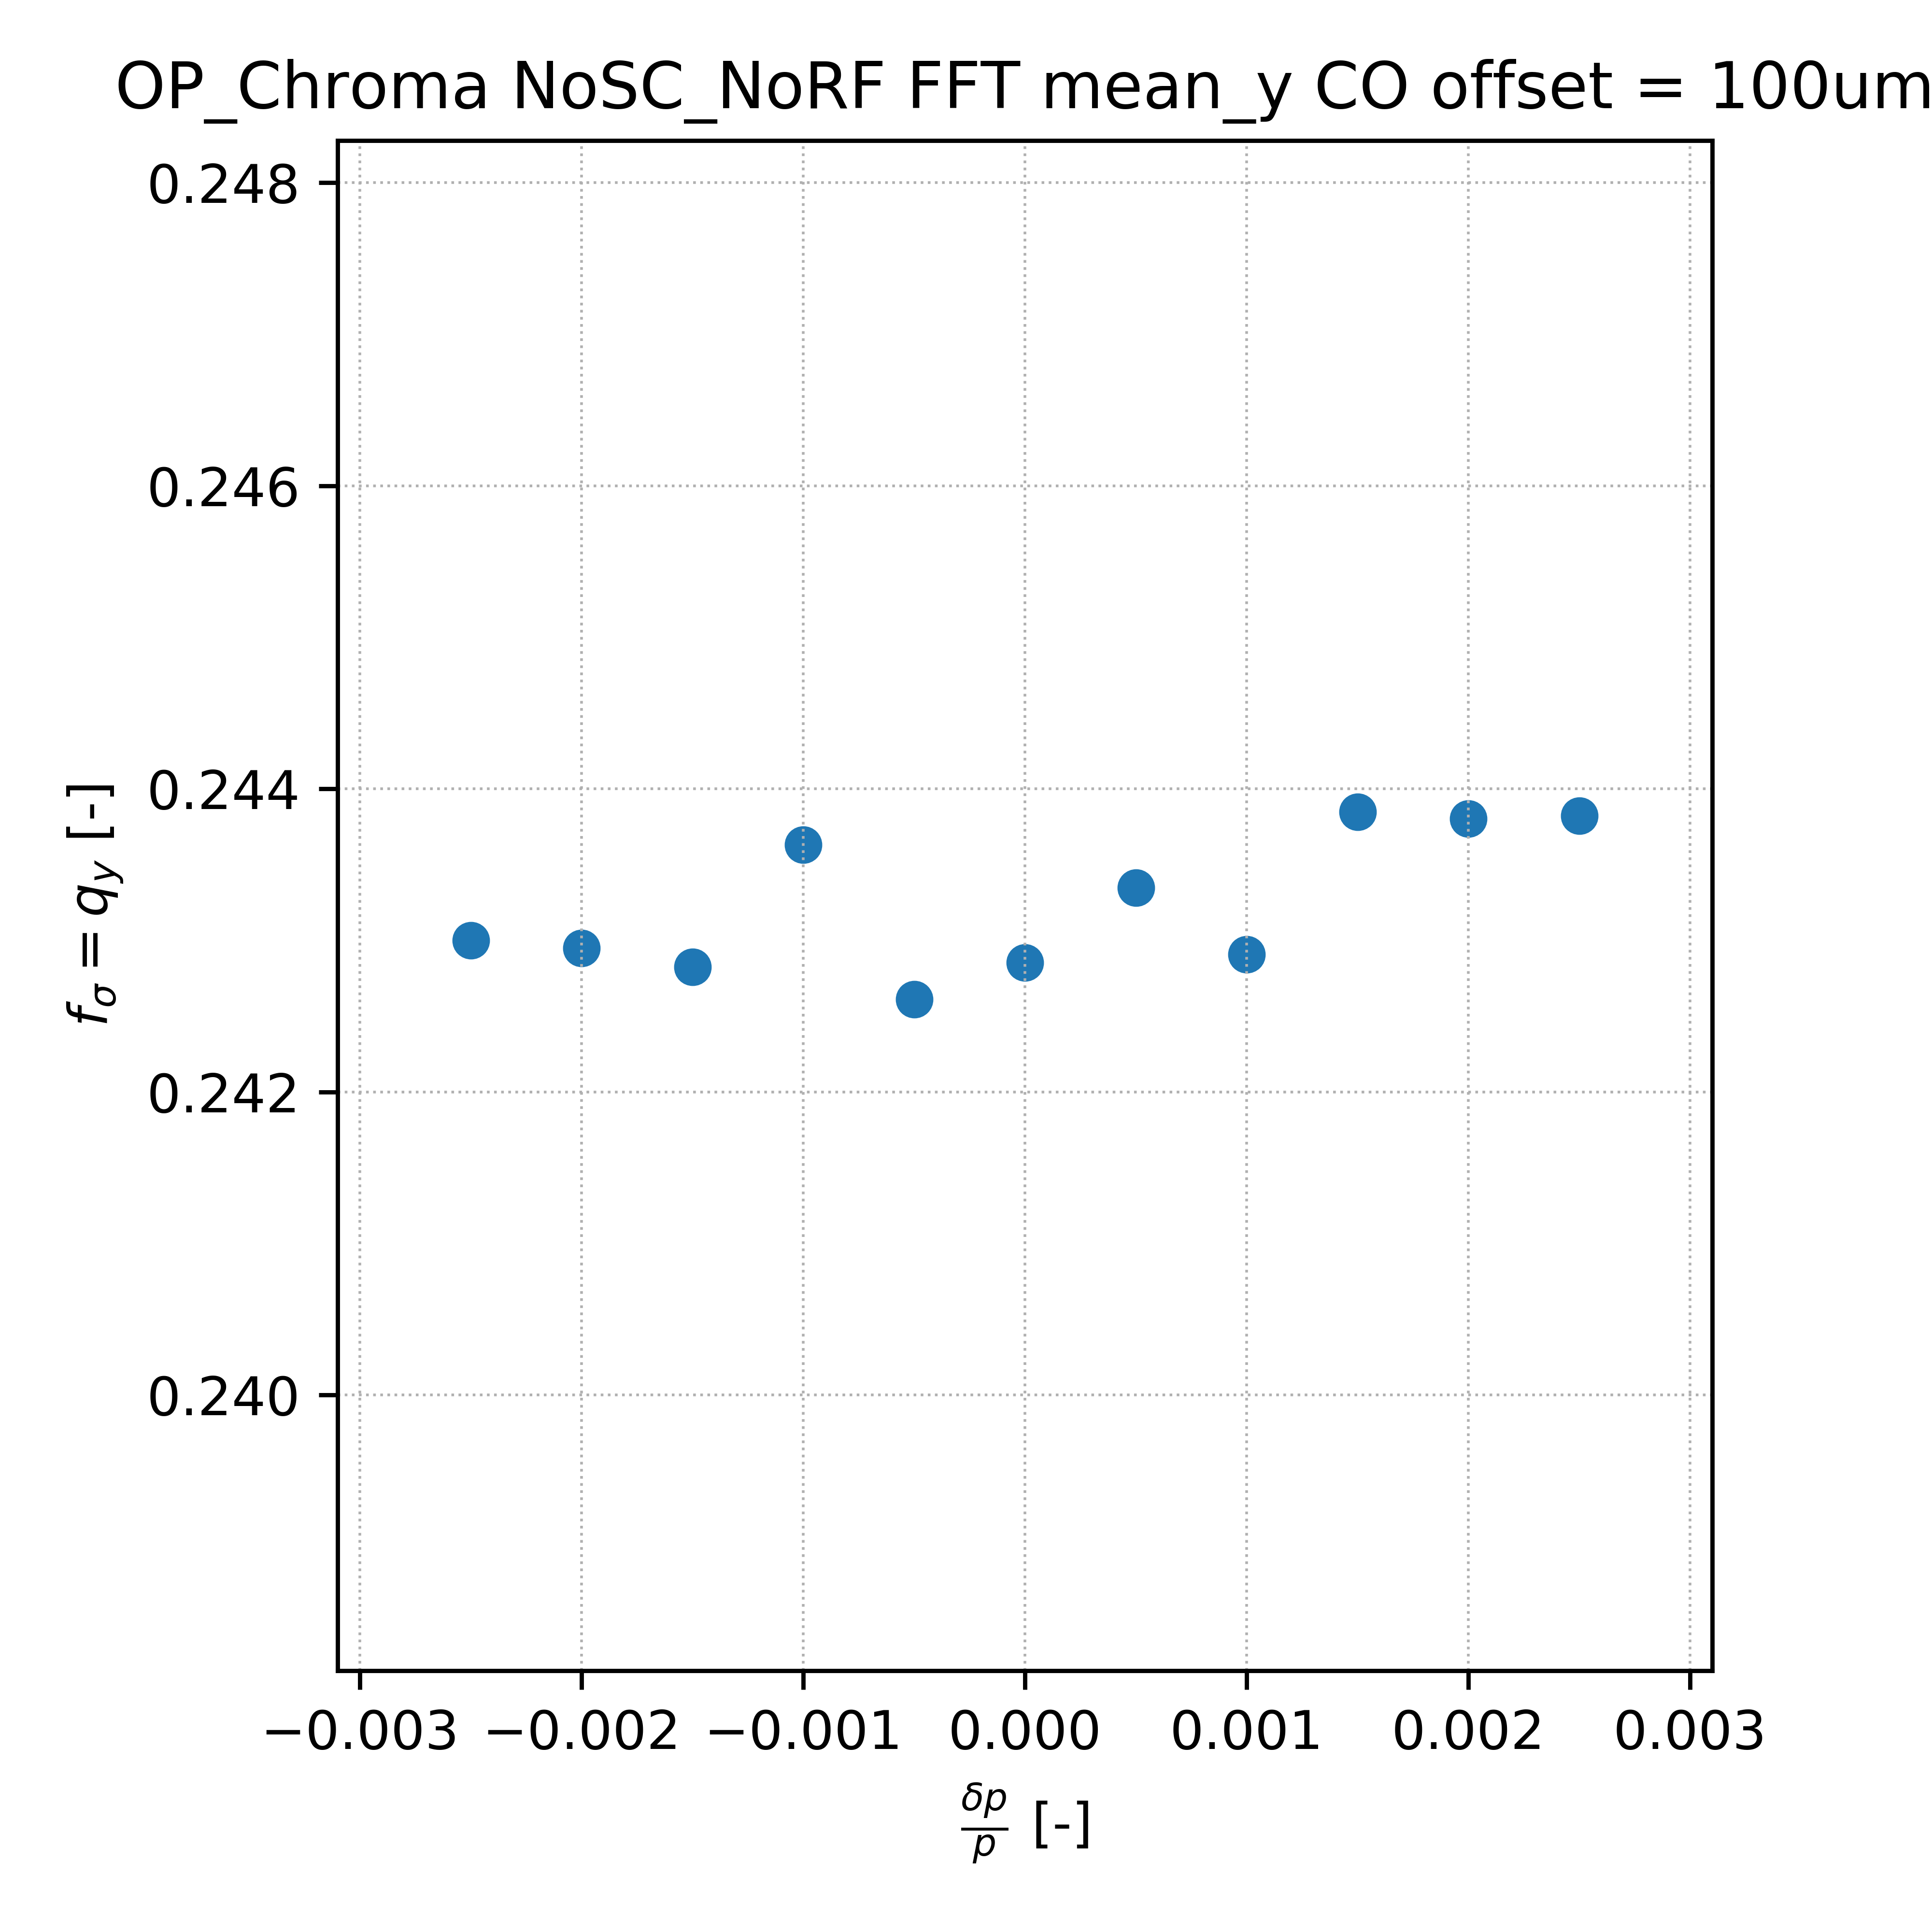 OP_Chroma NoSC_NoRF FFT mean_y CO offset = 100um
0.248
0.246
0.244
0.242
0.240
f_σ = q_y [-]
−0.003 −0.002 −0.001 0.000 0.001 0.002 0.003
δp/p [-]